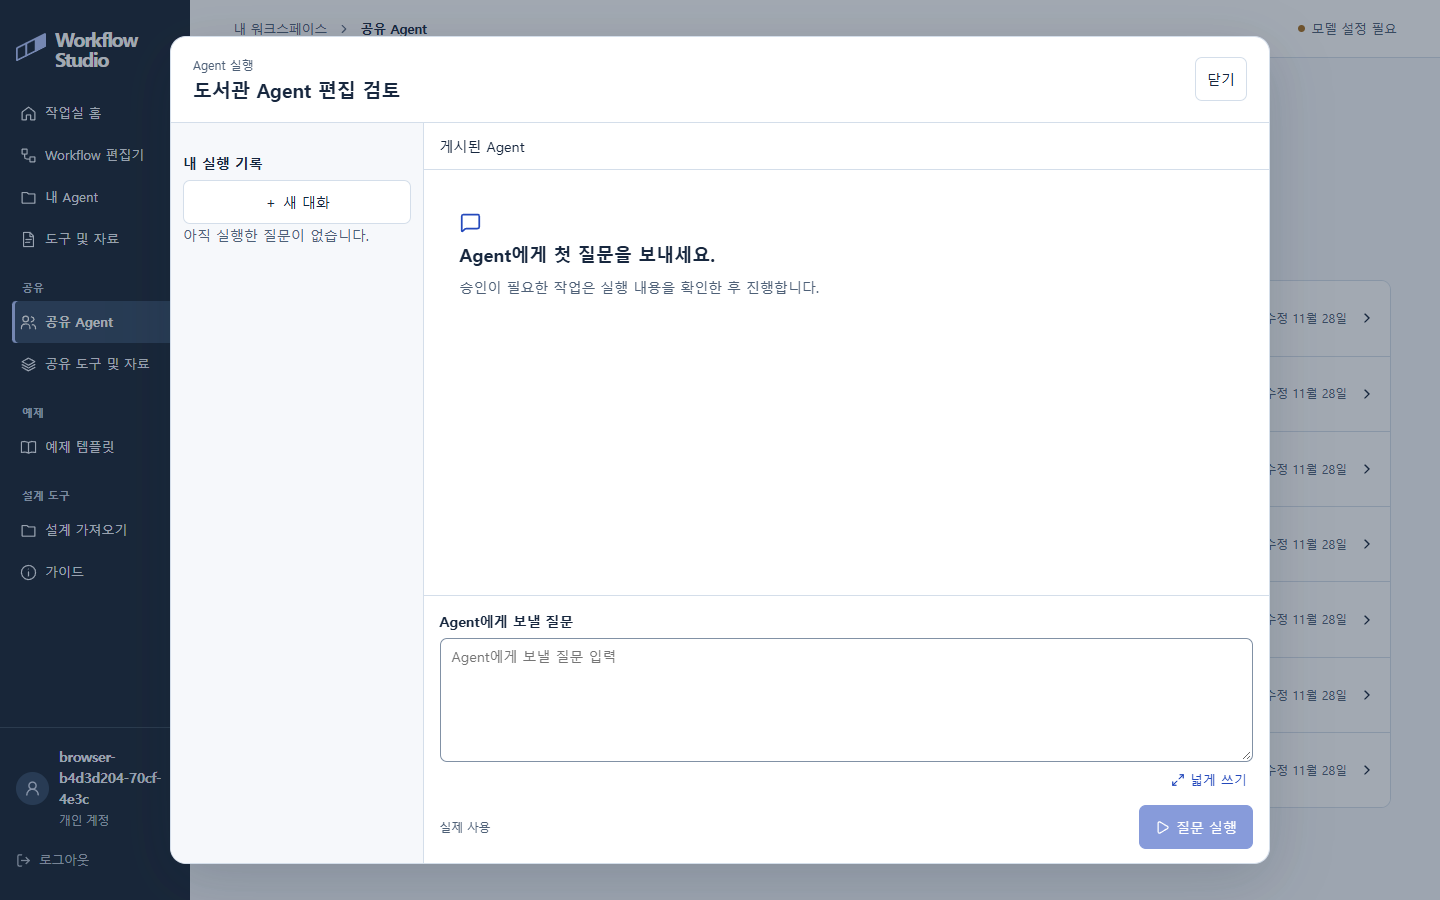 Workflow
Studio
작업실 홈
Workflow 편집기
내 Agent
도구 및 자료
공유
공유 Agent
공유 도구 및 자료
예제
예제 템플릿
설계 도구
설계 가져오기
가이드
browser-
b4d3d204-70cf-
4e3c
개인 계정
로그아웃
내 워크스페이스 > 공유 Agent
모델 설정 필요
Agent 실행
도서관 Agent 편집 검토
닫기
내 실행 기록
+ 새 대화
아직 실행한 질문이 없습니다.
게시된 Agent
Agent에게 첫 질문을 보내세요.
승인이 필요한 작업은 실행 내용을 확인한 후 진행합니다.
Agent에게 보낼 질문
Agent에게 보낼 질문 입력
넓게 쓰기
실제 사용
질문 실행
수정 11월 28일
수정 11월 28일
수정 11월 28일
수정 11월 28일
수정 11월 28일
수정 11월 28일
수정 11월 28일